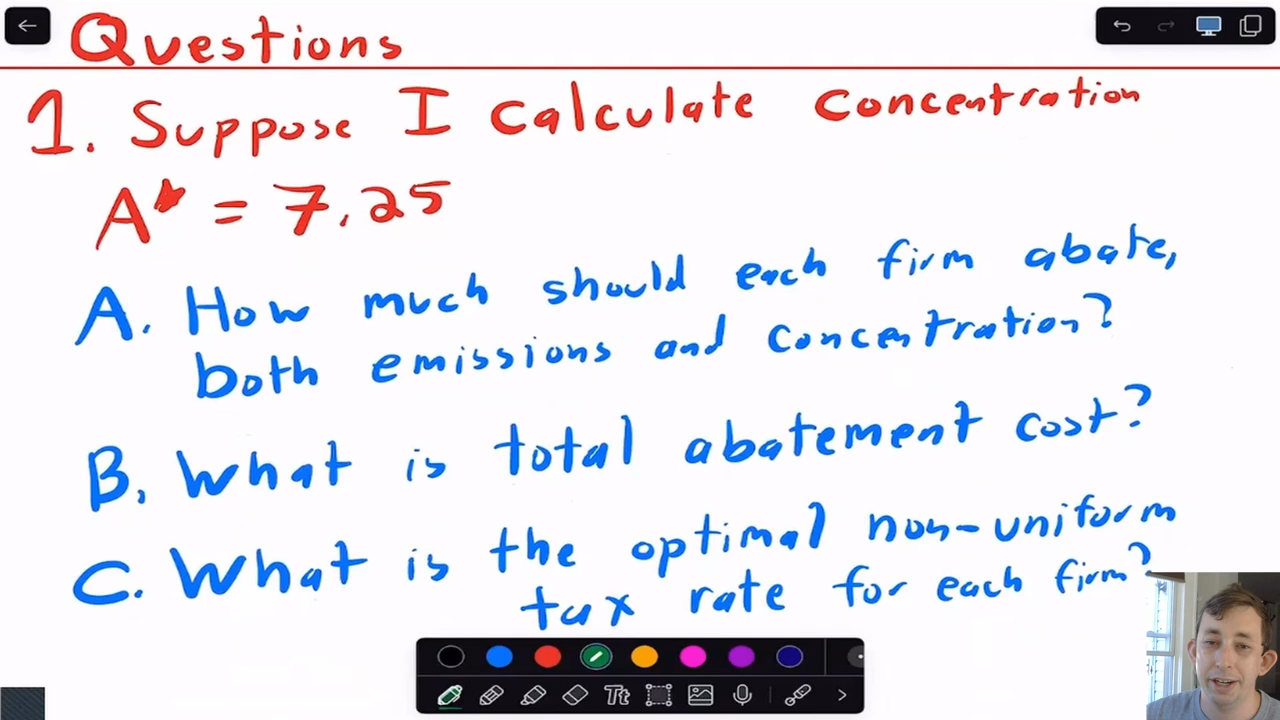 Questions
1. Suppose I calculate concentration
A* = 7.25
A. How much should each firm abate,
both emissions and concentration?
B. What is total abatement cost?
C. What is the optimal non-uniform
tax rate for each firm?
Tt